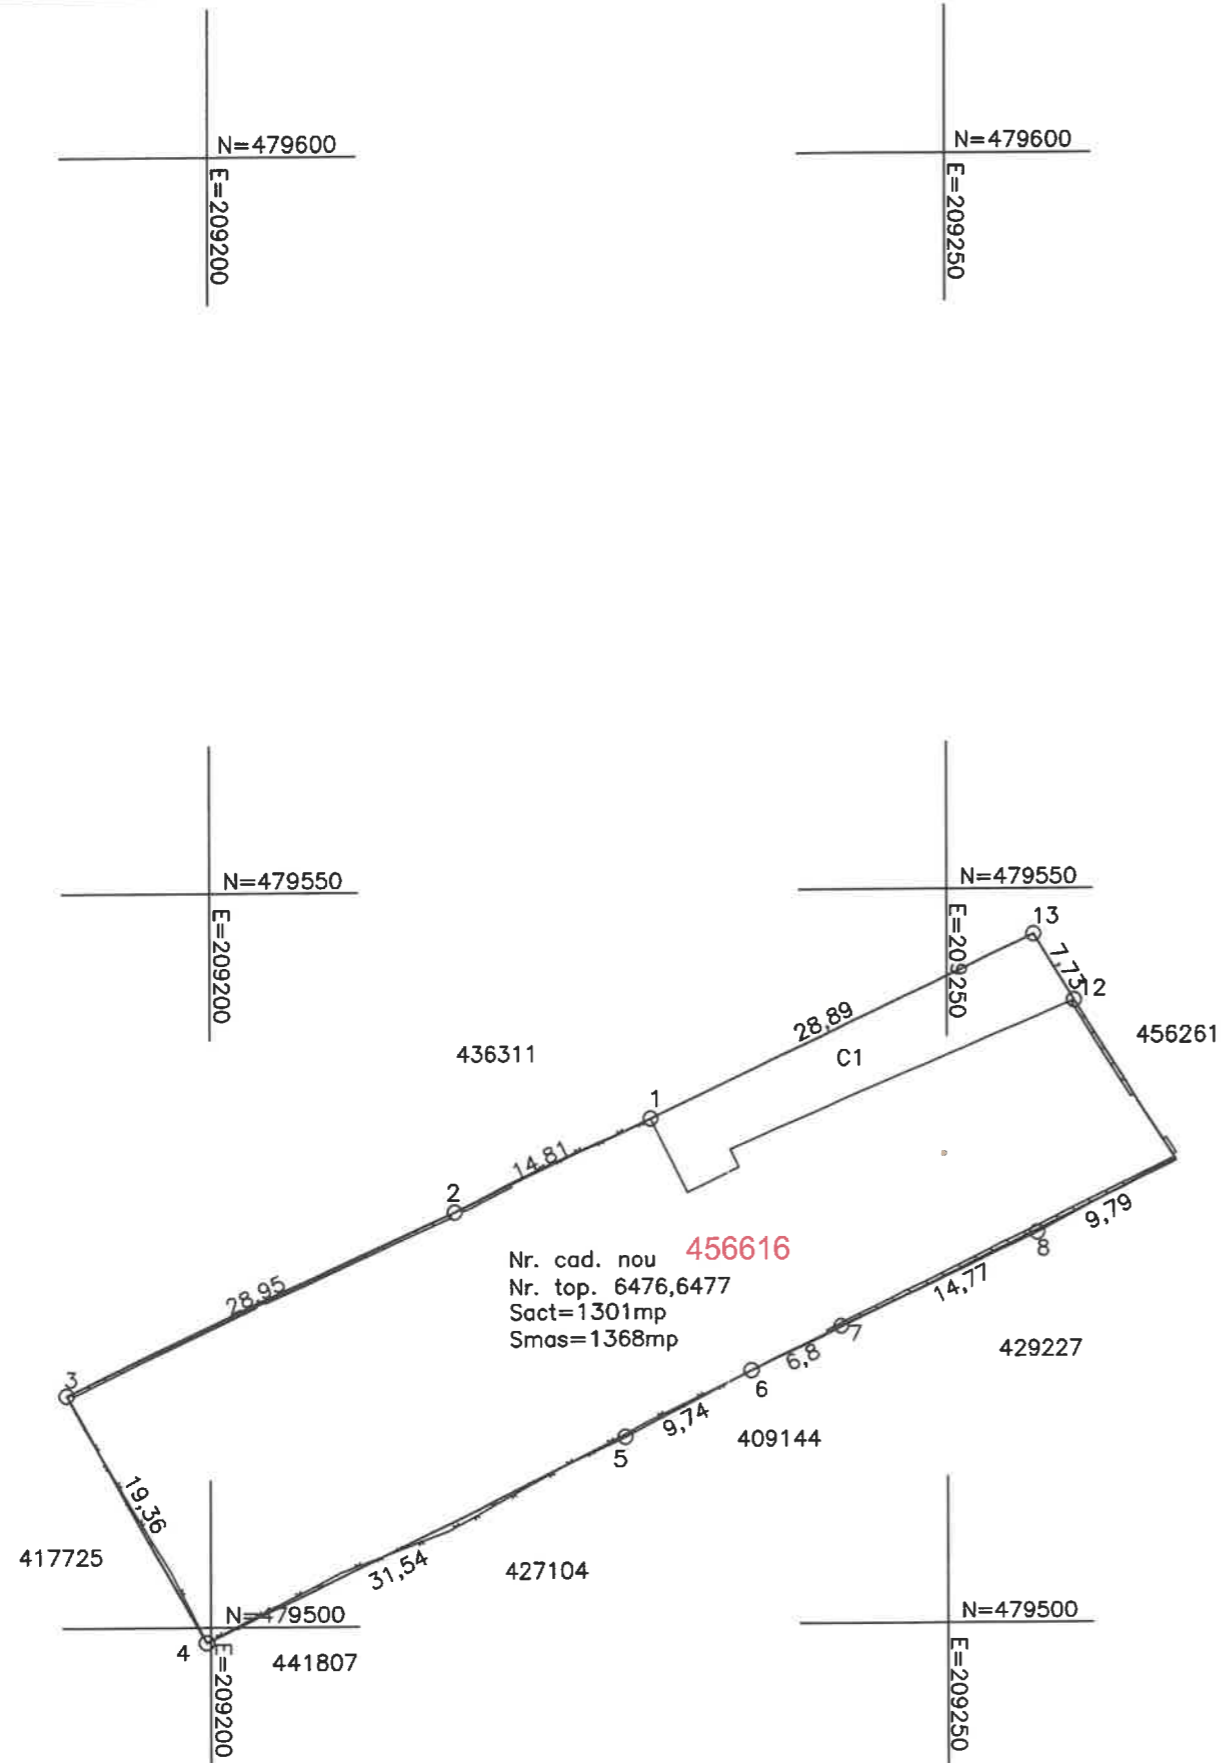 N=479600
E=209200
N=479600
E=209250
N=479550
E=209200
N=479550
E=209250
13
7,73
12
456261
28,89
C1
436311
1
14,81
2
28,95
3
Nr. cad. nou 456616
Nr. top. 6476,6477
Sact=1301mp
Smas=1368mp
9,79
8
14,77
7
429227
6,8
6
9,74
409144
5
19,36
417725
31,54
427104
N=479500
E=209200
4
441807
N=479500
E=209250